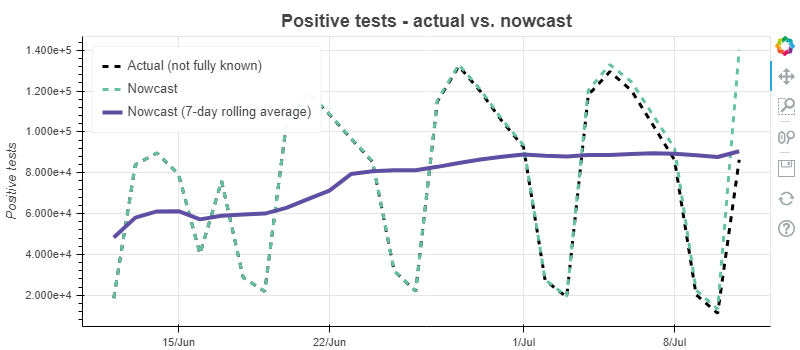 Positive tests - actual vs. nowcast
1.400e+5
Actual (not fully known)
Nowcast
Nowcast (7-day rolling average)
1.200e+5
1.000e+5
8.000e+4
6.000e+4
4.000e+4
2.000e+4
Positive tests
15/Jun
22/Jun
1/Jul
8/Jul